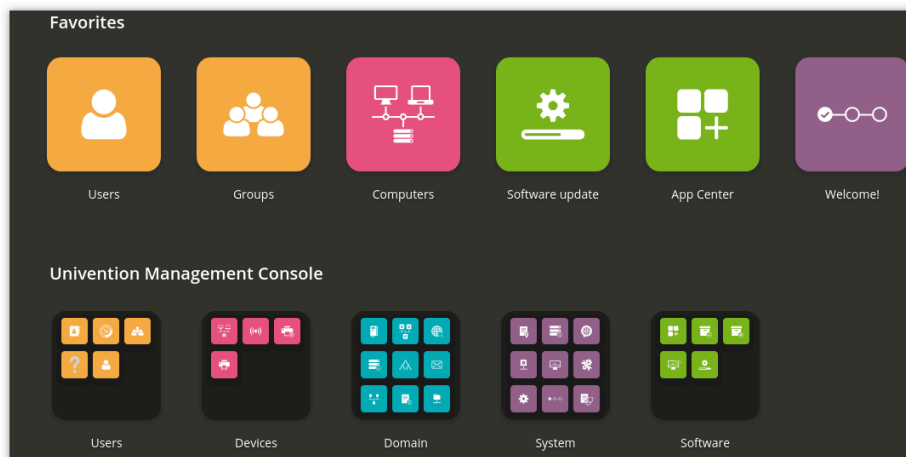 Favorites
Users
Groups
Computers
Software update
App Center
Welcome!
Univention Management Console
Users
Devices
Domain
System
Software